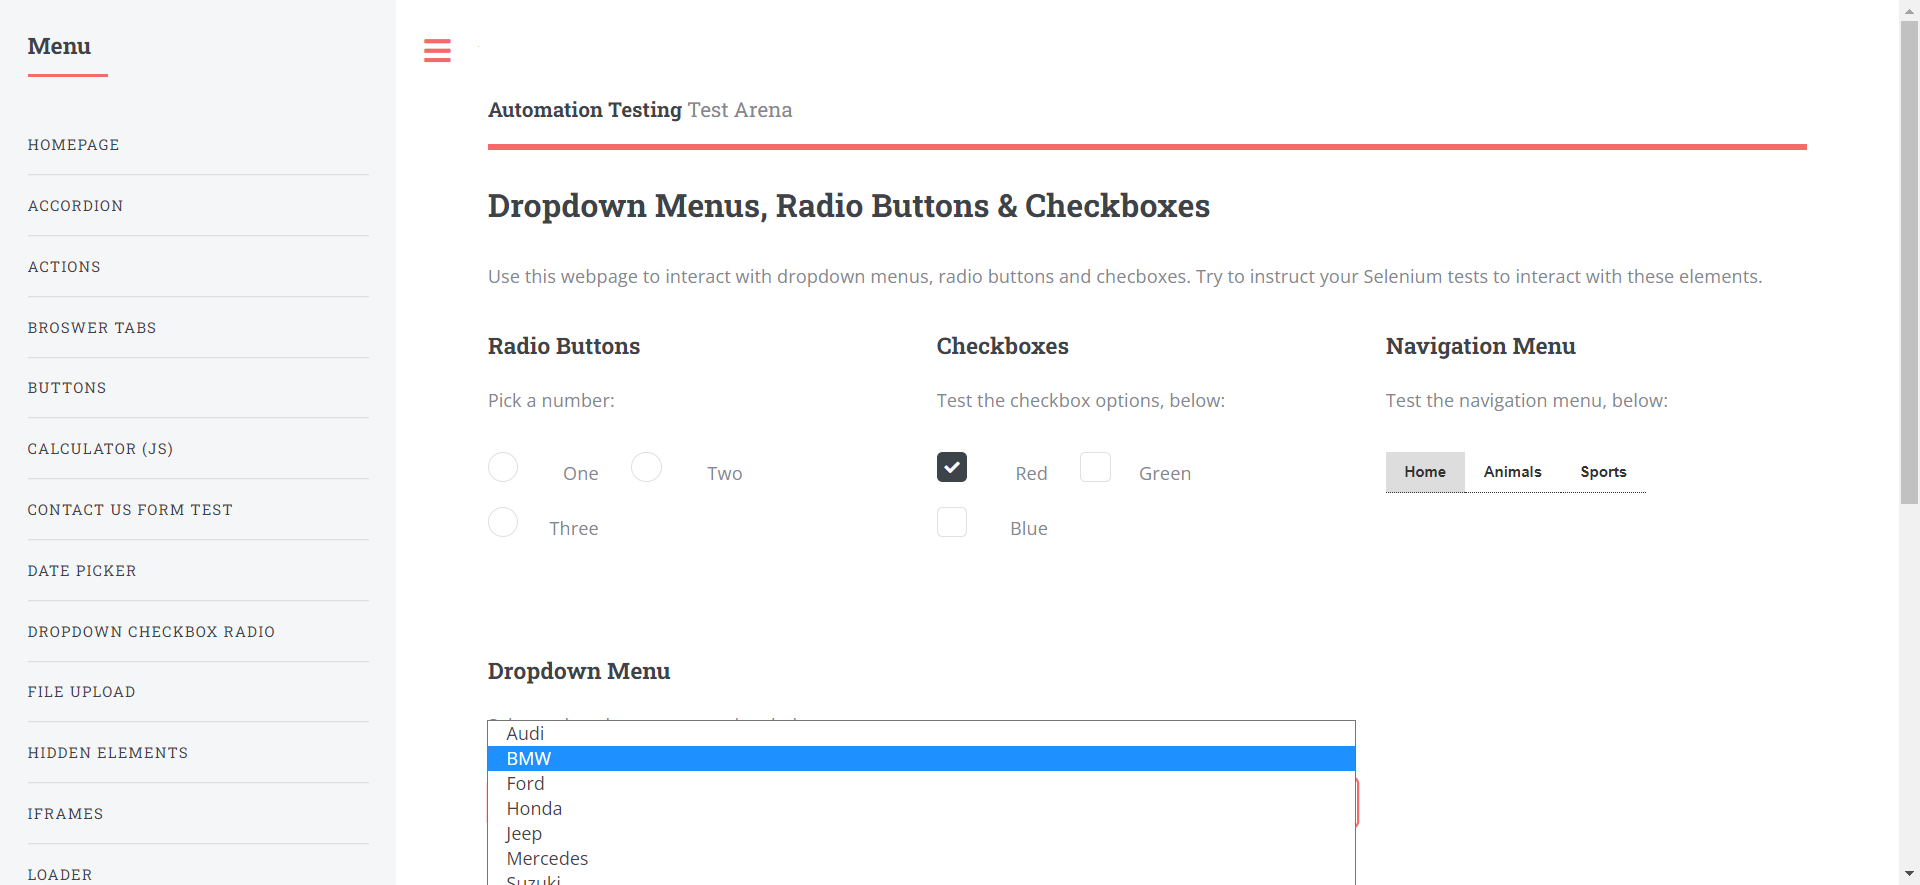 Menu
HOMEPAGE
ACCORDION
ACTIONS
BROSWER TABS
BUTTONS
CALCULATOR (JS)
CONTACT US FORM TEST
DATE PICKER
DROPDOWN CHECKBOX RADIO
FILE UPLOAD
HIDDEN ELEMENTS
IFRAMES
LOADER
Automation Testing Test Arena
Dropdown Menus, Radio Buttons & Checkboxes
Use this webpage to interact with dropdown menus, radio buttons and checboxes. Try to instruct your Selenium tests to interact with these elements.
Radio Buttons
Pick a number:
One Two
Three
Checkboxes
Test the checkbox options, below:
Red Green
Blue
Navigation Menu
Test the navigation menu, below:
Home Animals Sports
Dropdown Menu
Audi
BMW
Ford
Honda
Jeep
Mercedes
Suzuki